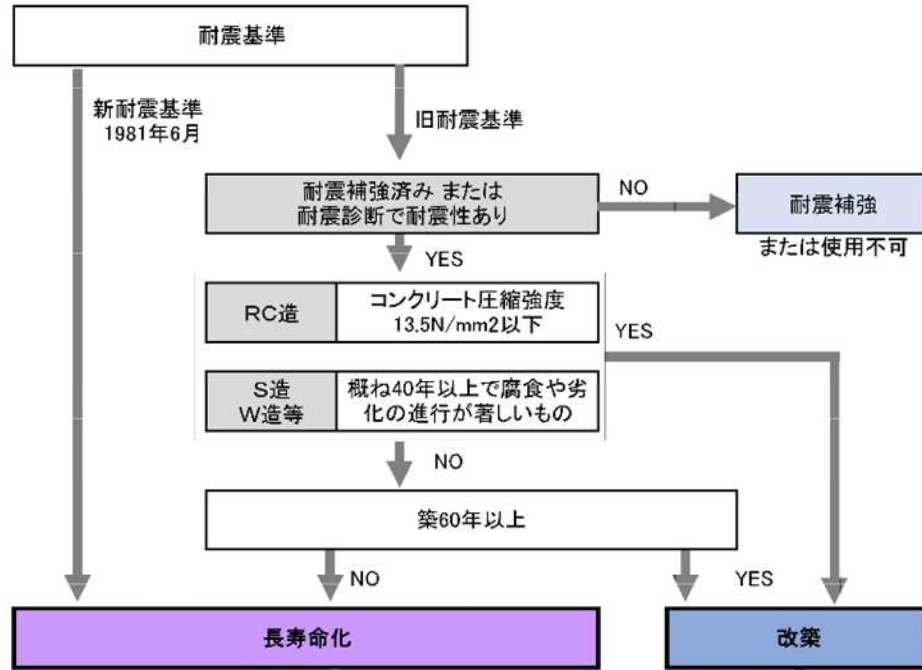 耐震基準
新耐震基準
1981年6月
旧耐震基準
耐震補強済み または
耐震診断で耐震性あり
NO
耐震補強
または使用不可
YES
RC造
コンクリート圧縮強度
13.5N/mm2以下
YES
S造
W造等
概ね40年以上で腐食や劣
化の進行が著しいもの
NO
築60年以上
NO
YES
長寿命化
改築